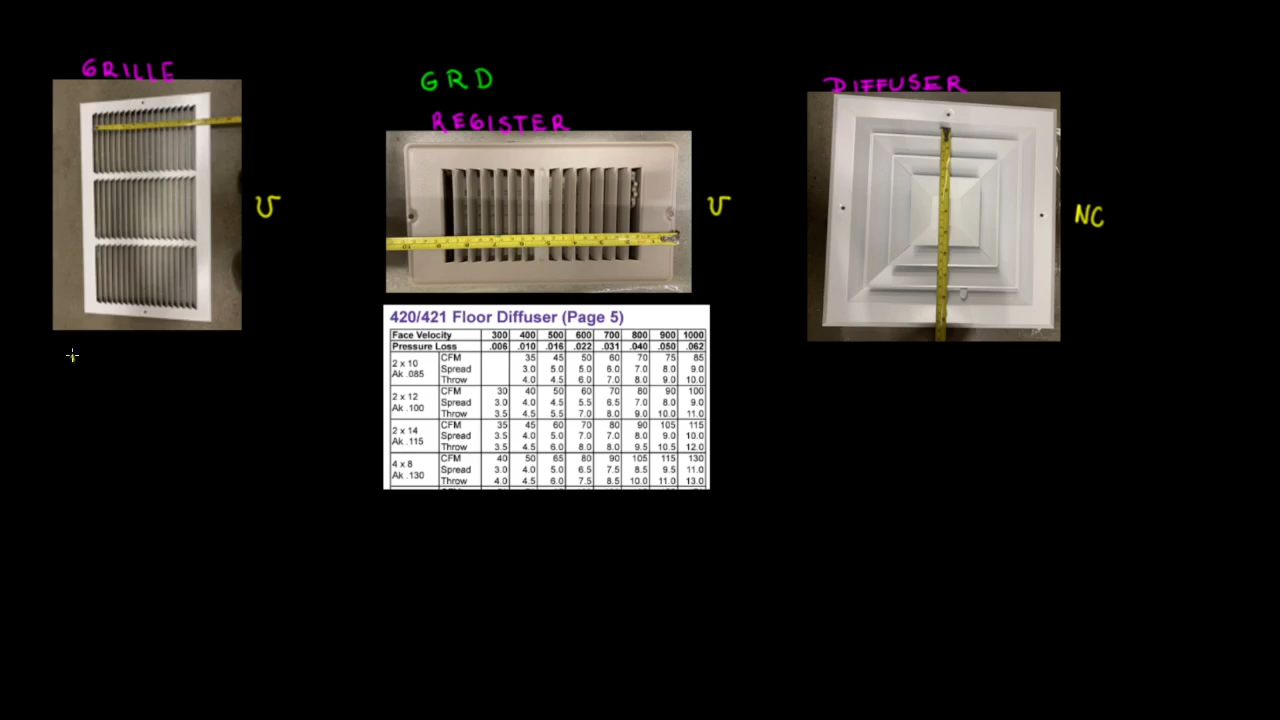 GRILLE
GRD
REGISTER
DIFFUSER
V
V
NC
420/421 Floor Diffuser (Page 5)
Face Velocity 300 400 500 600 700 800 900 1000
Pressure Loss .006 .010 .016 .022 .031 .040 .050 .062
2 x 10 Ak .085
CFM 35 45 50 60 70 75 85
Spread 3.0 5.0 5.0 6.0 7.0 8.0 9.0
Throw 4.0 4.5 6.0 7.0 8.0 9.0 10.0
2 x 12 Ak .100
CFM 30 40 50 60 70 80 90 100
Spread 3.0 4.0 4.5 5.5 6.5 7.0 8.0 9.0
Throw 3.5 4.5 5.5 7.0 8.0 9.0 10.0 11.0
2 x 14 Ak .115
CFM 35 45 60 70 80 90 105 115
Spread 3.5 4.0 5.0 7.0 7.0 8.0 9.0 10.0
Throw 3.5 4.5 6.0 8.0 8.0 9.5 10.5 12.0
4 x 8 Ak .130
CFM 40 50 65 80 90 105 115 130
Spread 3.0 4.0 5.0 6.5 7.5 8.5 9.5 11.0
Throw 4.0 4.5 6.0 7.5 8.5 10.0 11.0 13.0